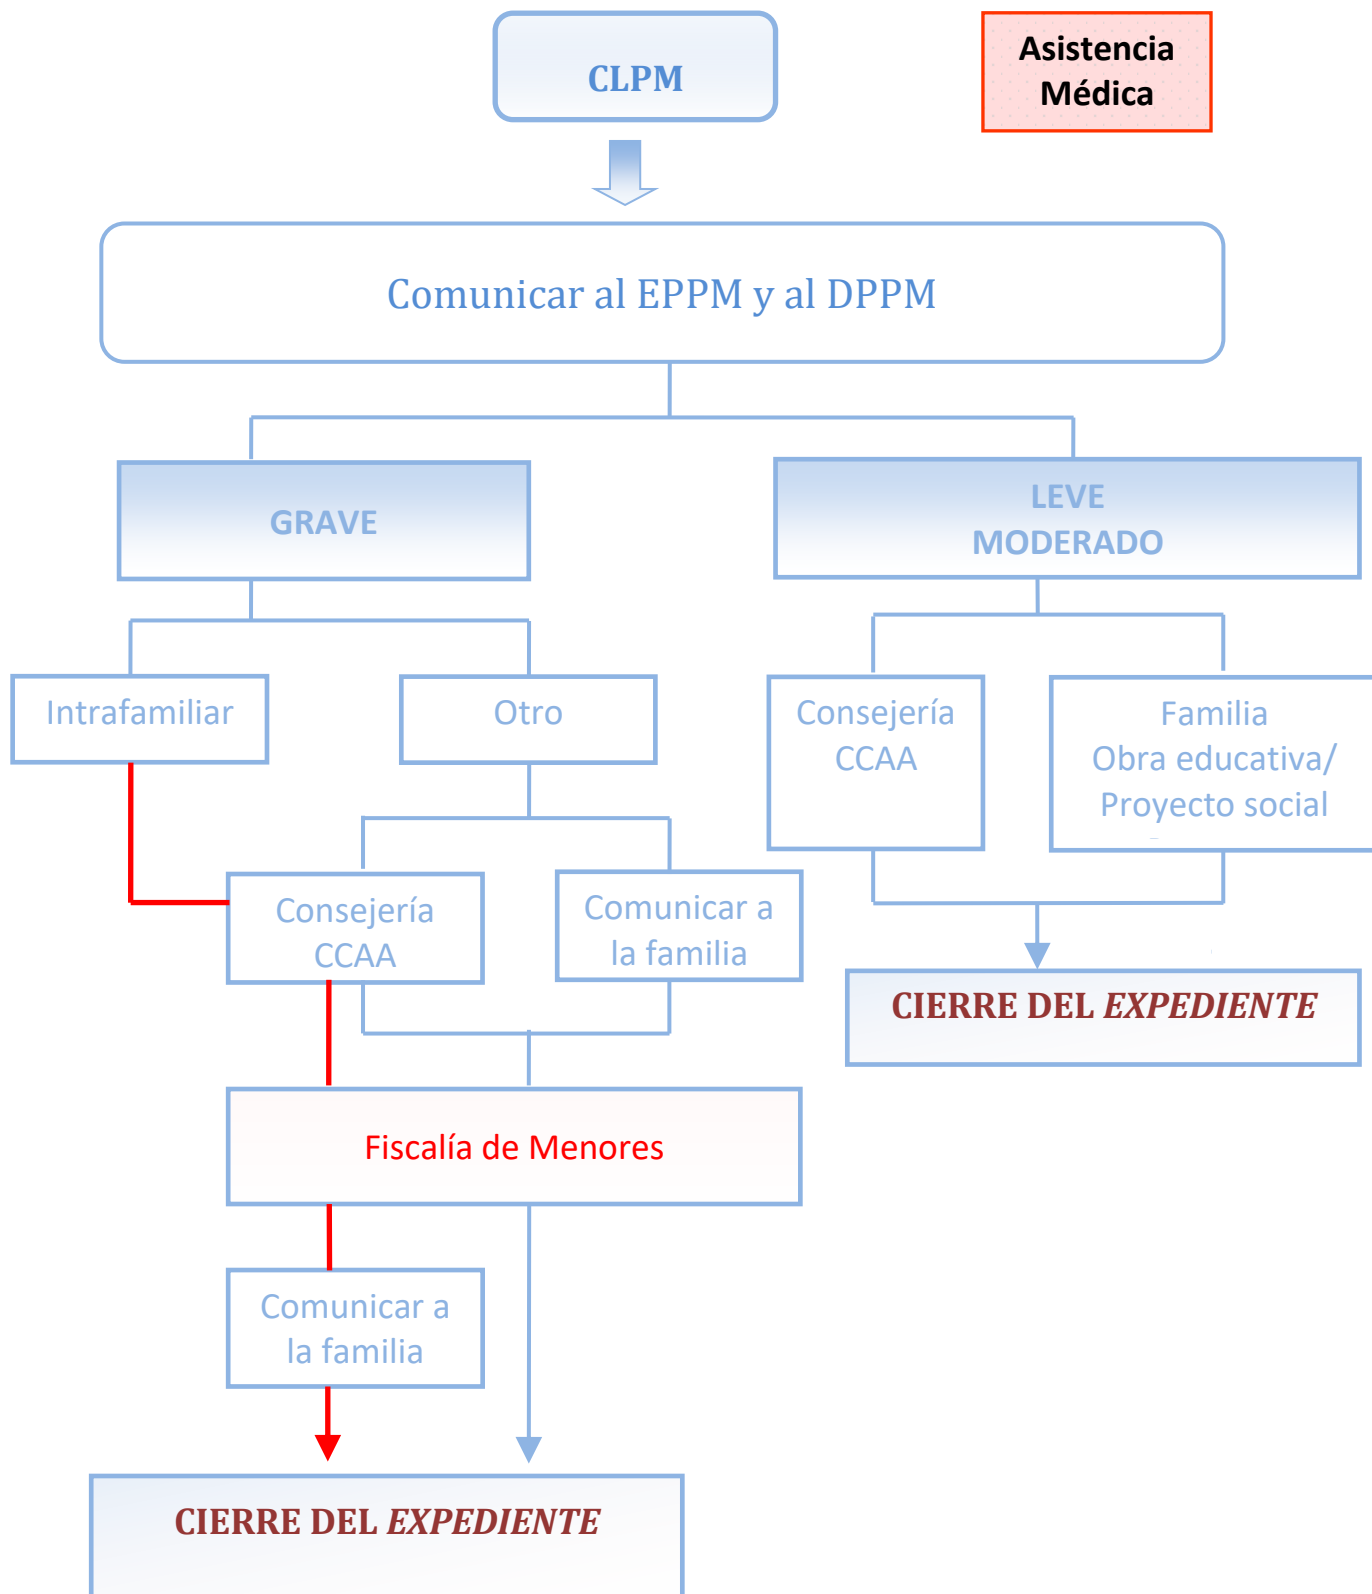 CLPM
Asistencia
Médica
Comunicar al EPPM y al DPPM
GRAVE
LEVE
MODERADO
Intrafamiliar
Otro
Consejería
CCAA
Familia
Obra educativa/
Proyecto social
Consejería
CCAA
Comunicar a
la familia
CIERRE DEL EXPEDIENTE
Fiscalía de Menores
Comunicar a
la familia
CIERRE DEL EXPEDIENTE